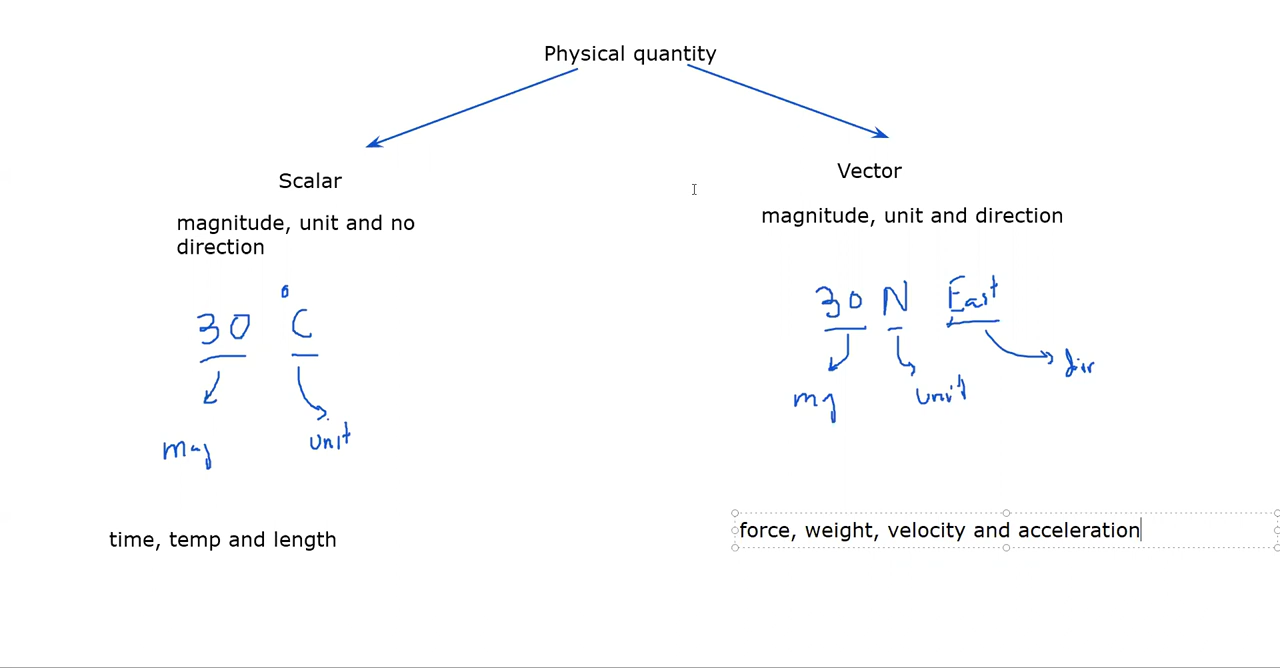 Physical quantity
Scalar
magnitude, unit and no
direction
30 °C
mag
unit
time, temp and length
Vector
magnitude, unit and direction
30 N East
mg
unit
dir
force, weight, velocity and acceleration